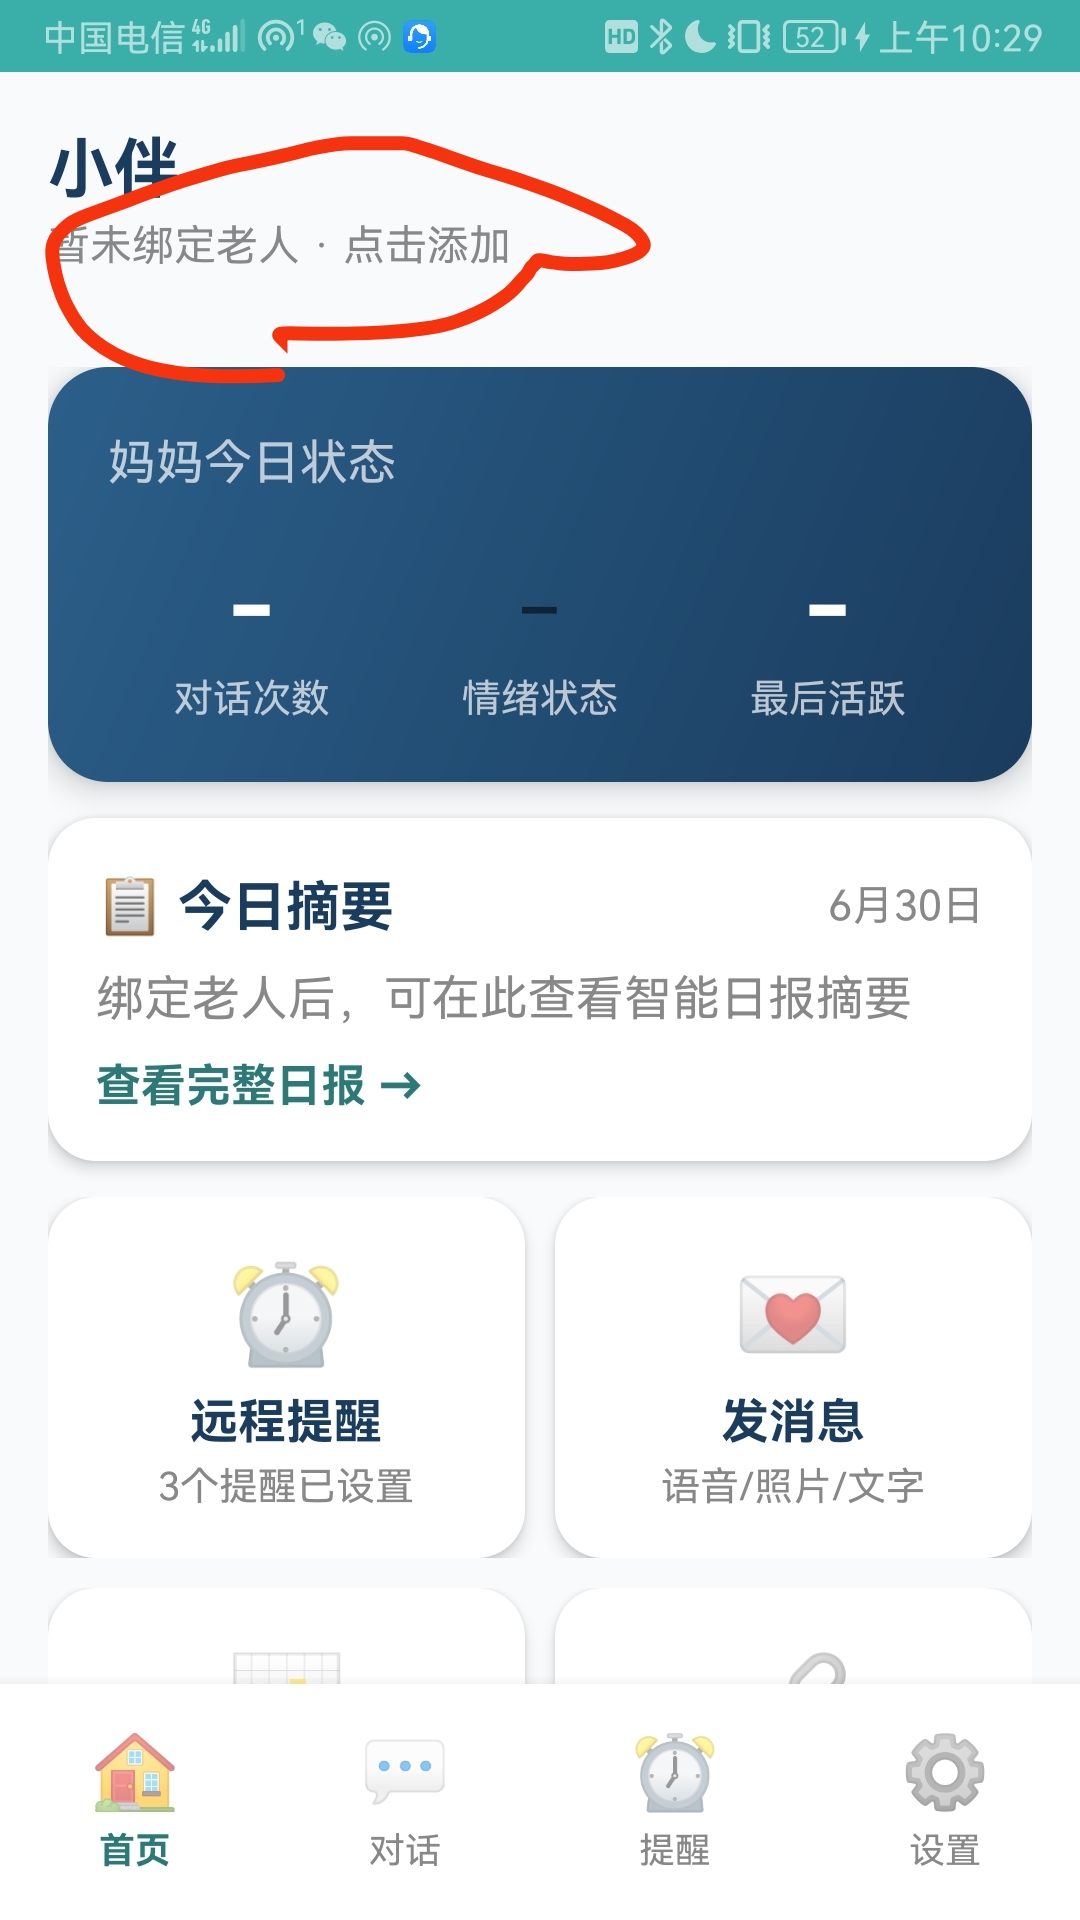 中国电信 4G 1 HD 52 上午10:29
小伴
暂未绑定老人 · 点击添加
妈妈今日状态
– – –
对话次数 情绪状态 最后活跃
今日摘要 6月30日
绑定老人后，可在此查看智能日报摘要
查看完整日报 →
远程提醒 发消息
3个提醒已设置 语音/照片/文字
首页 对话 提醒 设置